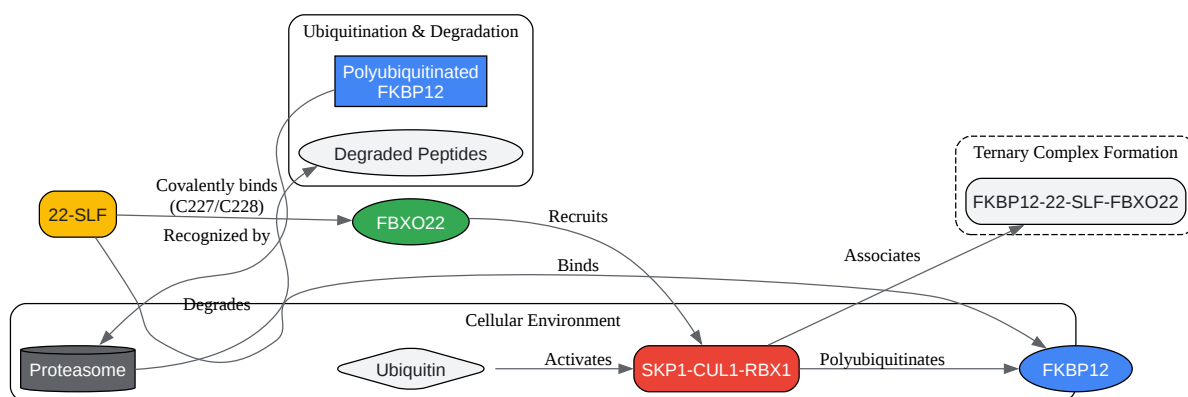 Ubiquitination & Degradation
Polyubiquitinated
FKBP12
Degraded Peptides
Ternary Complex Formation
FKBP12-22-SLF-FBXO22
22-SLF
Covalently binds
(C227/C228)
FBXO22
Recruits
Recognized by
Associates
Binds
Degrades
Cellular Environment
Proteasome
Ubiquitin
Activates
SKP1-CUL1-RBX1
Polyubiquitinates
FKBP12